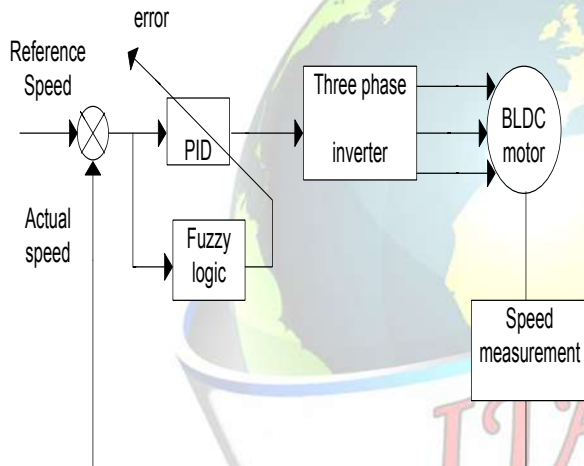 error
Reference
Speed
PID
Three phase
inverter
BLDC
motor
Actual
speed
Fuzzy
logic
Speed
measurement